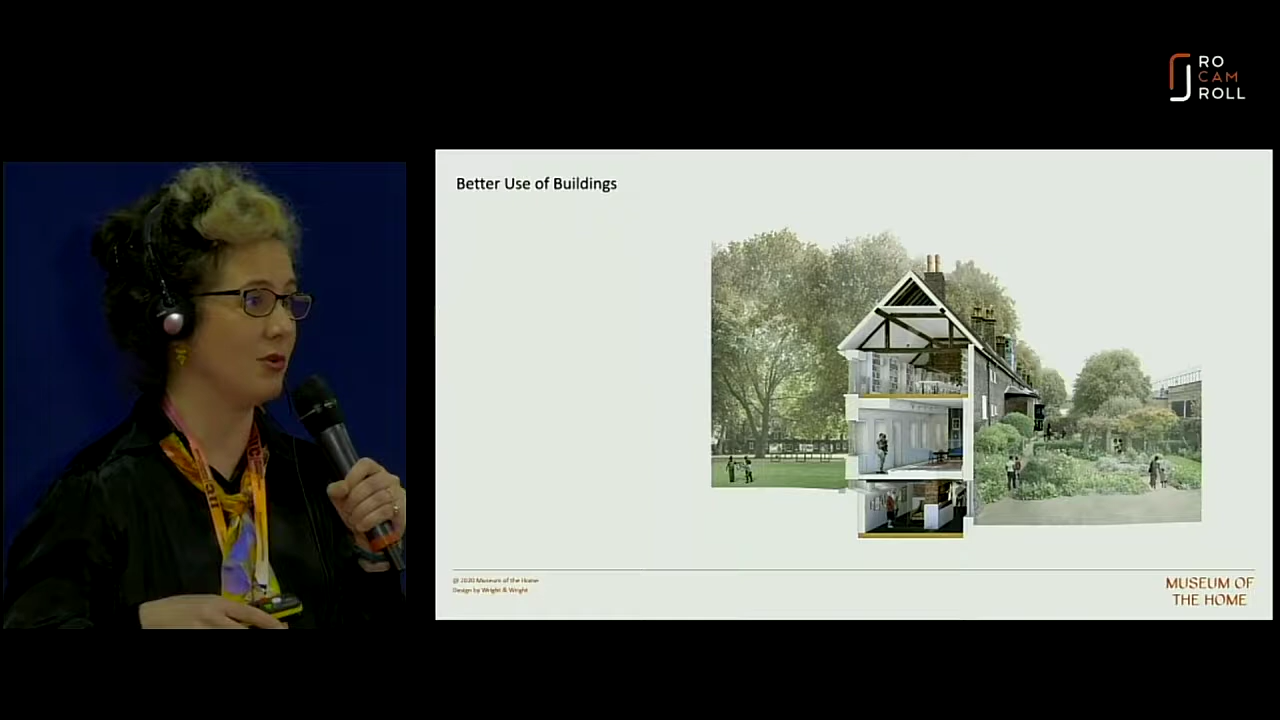 RO
CAM
ROLL
Better Use of Buildings
@ 2020 Museum of the Home
Design by Wright & Wright
MUSEUM OF
THE HOME